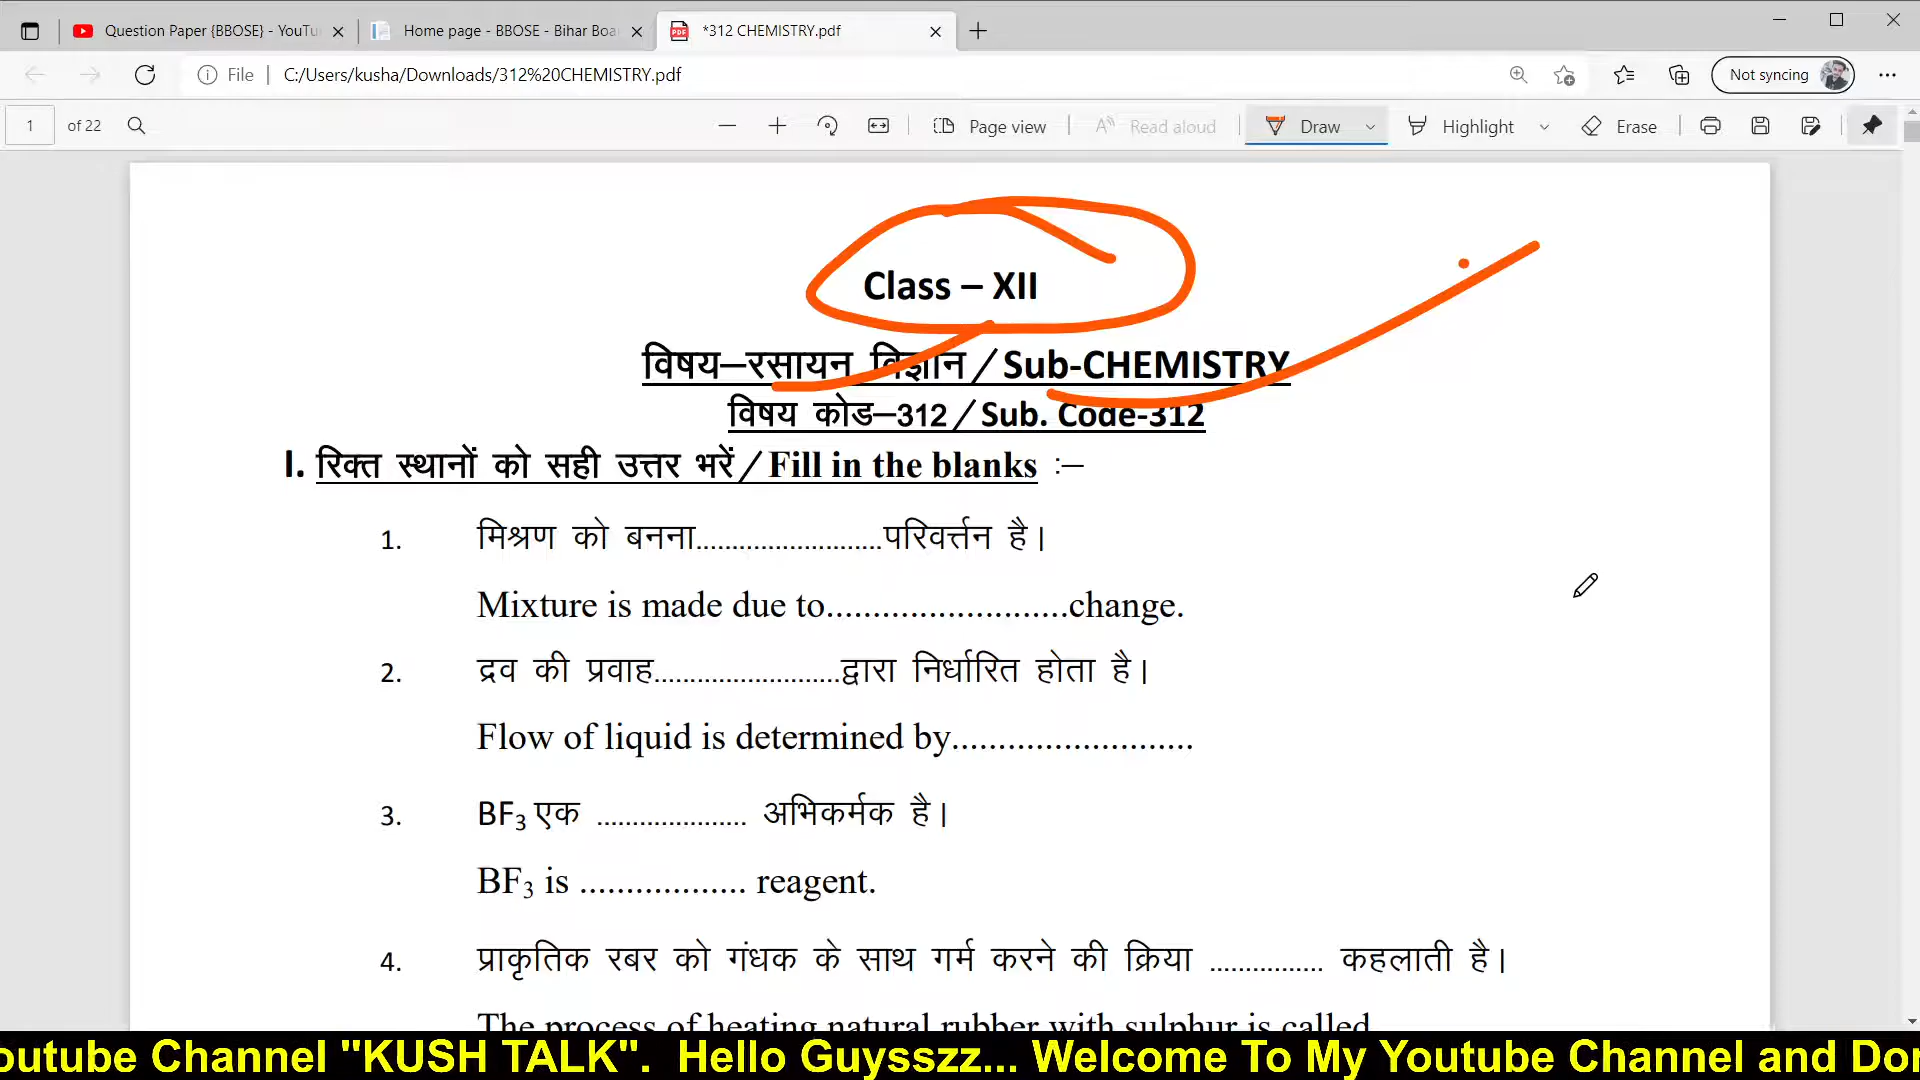 Question Paper {BBOSE} - YouTu
Home page - BBOSE - Bihar Boa
*312 CHEMISTRY.pdf
File
C:/Users/kusha/Downloads/312%20CHEMISTRY.pdf
Not syncing
1 of 22
Page view
Read aloud
Draw
Highlight
Erase
Class – XII
विषय–रसायन विज्ञान/Sub-CHEMISTRY
विषय कोड–312/Sub. Code-312
I. रिक्त स्थानों को सही उत्तर भरें/Fill in the blanks :–
1. मिश्रण को बनना..........................परिवर्त्तन है।
Mixture is made due to..........................change.
2. द्रव की प्रवाह..........................द्वारा निर्धारित होता है।
Flow of liquid is determined by..........................
3. BF₃ एक ..................... अभिकर्मक है।
BF₃ is .................. reagent.
4. प्राकृतिक रबर को गंधक के साथ गर्म करने की क्रिया ................ कहलाती है।
The process of heating natural rubber with sulphur is called
outube Channel "KUSH TALK". Hello Guysszz... Welcome To My Youtube Channel and Don